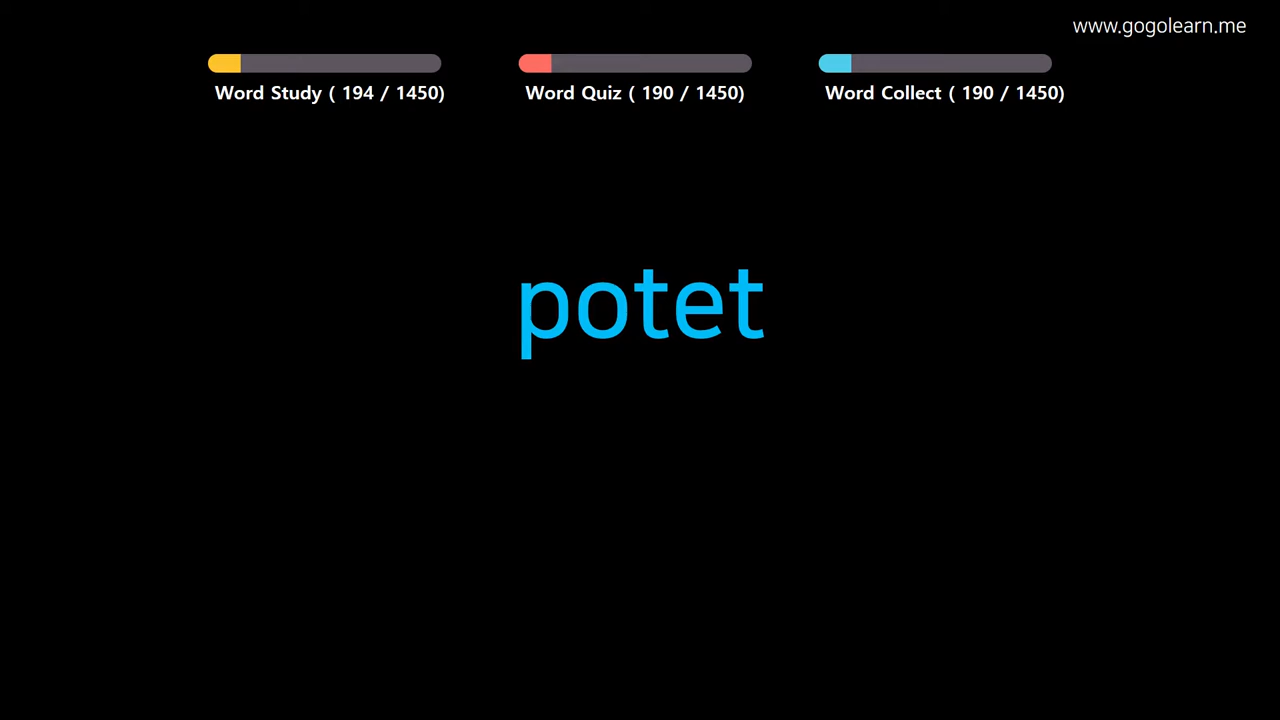 www.gogolearn.me
Word Study ( 194 / 1450)
Word Quiz ( 190 / 1450)
Word Collect ( 190 / 1450)
potet